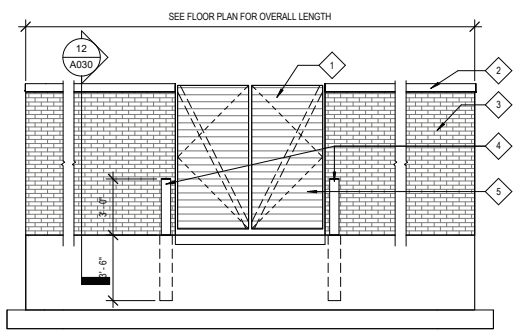 SEE FLOOR PLAN FOR OVERALL LENGTH
12
A030
1
2
3
4
5
3' - 0"
3' - 6"